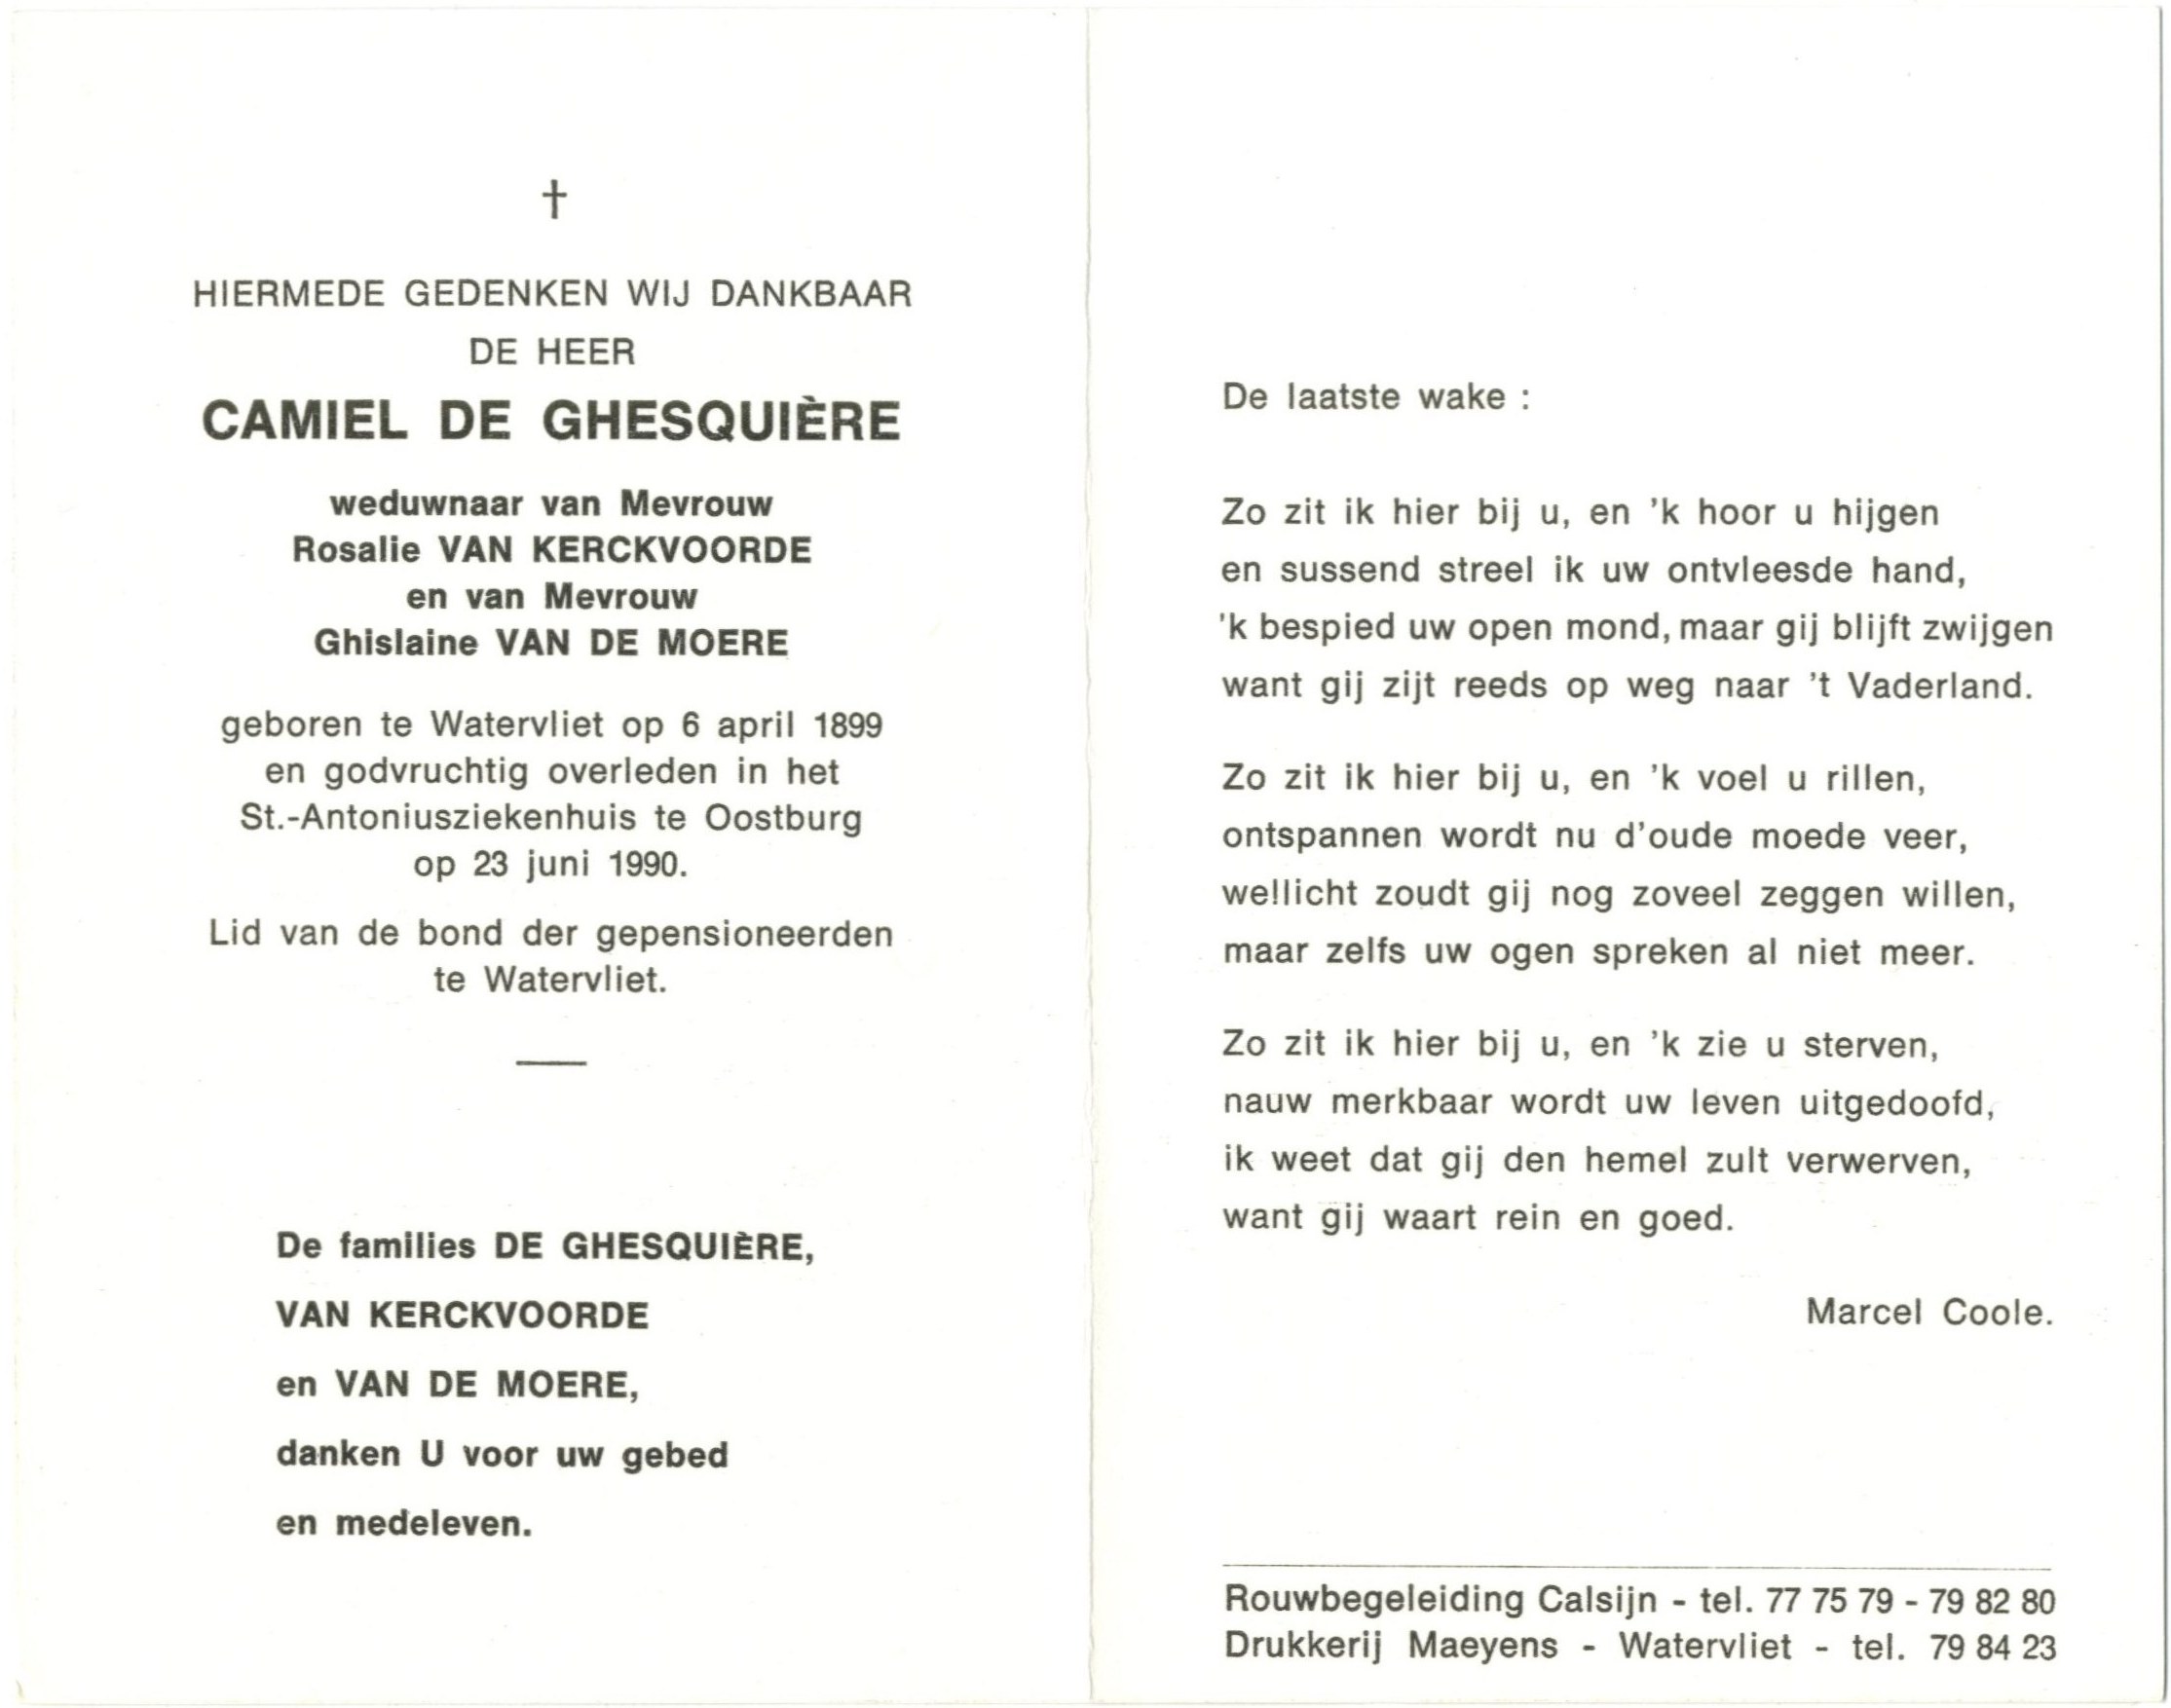 †
HIERMEDE GEDENKEN WIJ DANKBAAR
DE HEER
CAMIEL DE GHESQUIÈRE
weduwnaar van Mevrouw
Rosalie VAN KERCKVOORDE
en van Mevrouw
Ghislaine VAN DE MOERE
geboren te Watervliet op 6 april 1899
en godvruchtig overleden in het
St.-Antoniusziekenhuis te Oostburg
op 23 juni 1990.
Lid van de bond der gepensioneerden
te Watervliet.
De families DE GHESQUIÈRE,
VAN KERCKVOORDE
en VAN DE MOERE,
danken U voor uw gebed
en medeleven.
De laatste wake :
Zo zit ik hier bij u, en 'k hoor u hijgen
en sussend streel ik uw ontvleesde hand,
'k bespied uw open mond, maar gij blijft zwijgen
want gij zijt reeds op weg naar 't Vaderland.
Zo zit ik hier bij u, en 'k voel u rillen,
ontspannen wordt nu d'oude moede veer,
wellicht zoudt gij nog zoveel zeggen willen,
maar zelfs uw ogen spreken al niet meer.
Zo zit ik hier bij u, en 'k zie u sterven,
nauw merkbaar wordt uw leven uitgedoofd,
ik weet dat gij den hemel zult verwerven,
want gij waart rein en goed.
Marcel Coole.
Rouwbegeleiding Calsijn - tel. 77 75 79 - 79 82 80
Drukkerij Maeyens - Watervliet - tel. 79 84 23